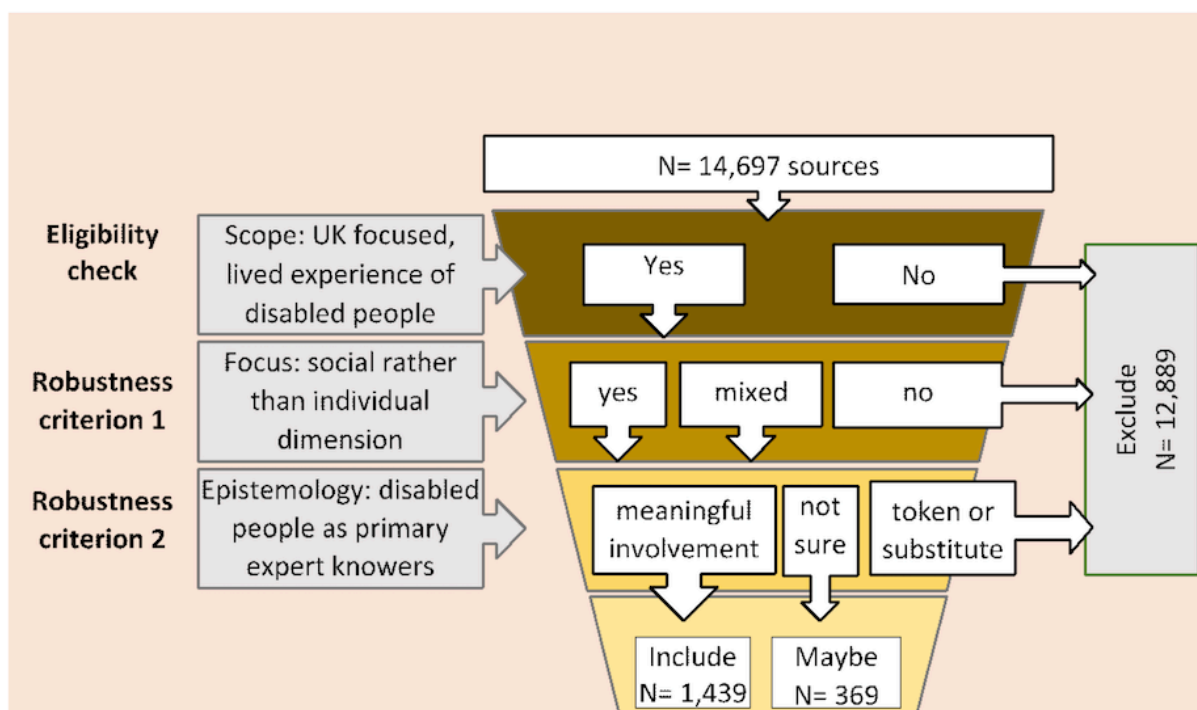 N= 14,697 sources
Eligibility
check
Scope: UK focused,
lived experience of
disabled people
Yes
No
Robustness
criterion 1
Focus: social rather
than individual
dimension
yes
mixed
no
Robustness
criterion 2
Epistemology: disabled
people as primary
expert knowers
meaningful
involvement
not
sure
token or
substitute
Exclude
N= 12,889
Include
N= 1,439
Maybe
N= 369